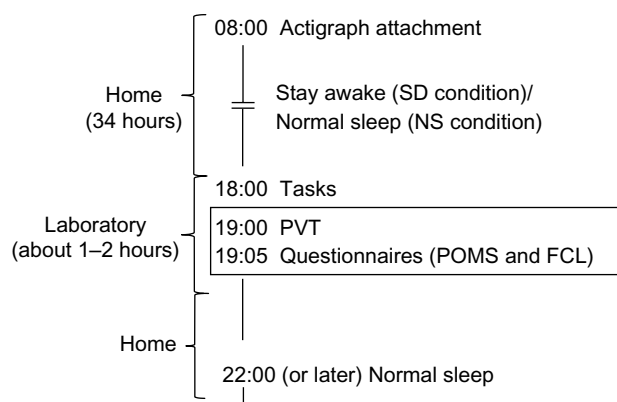 08:00 Actigraph attachment
Home
(34 hours)
Stay awake (SD condition)/
Normal sleep (NS condition)
18:00 Tasks
Laboratory
(about 1–2 hours)
19:00 PVT
19:05 Questionnaires (POMS and FCL)
Home
22:00 (or later) Normal sleep